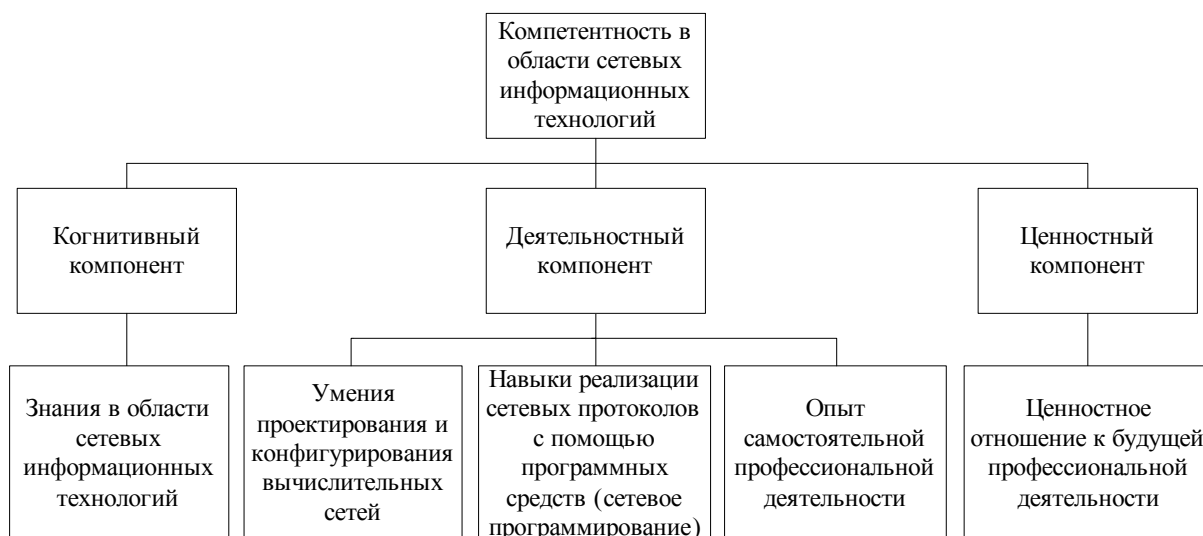 Компетентность в
области сетевых
информационных
технологий
Когнитивный
компонент
Деятельностный
компонент
Ценностный
компонент
Знания в области
сетевых
информационных
технологий
Умения
проектирования и
конфигурирования
вычислительных
сетей
Навыки реализации
сетевых протоколов
с помощью
программных
средств (сетевое
программирование)
Опыт
самостоятельной
профессиональной
деятельности
Ценностное
отношение к будущей
профессиональной
деятельности